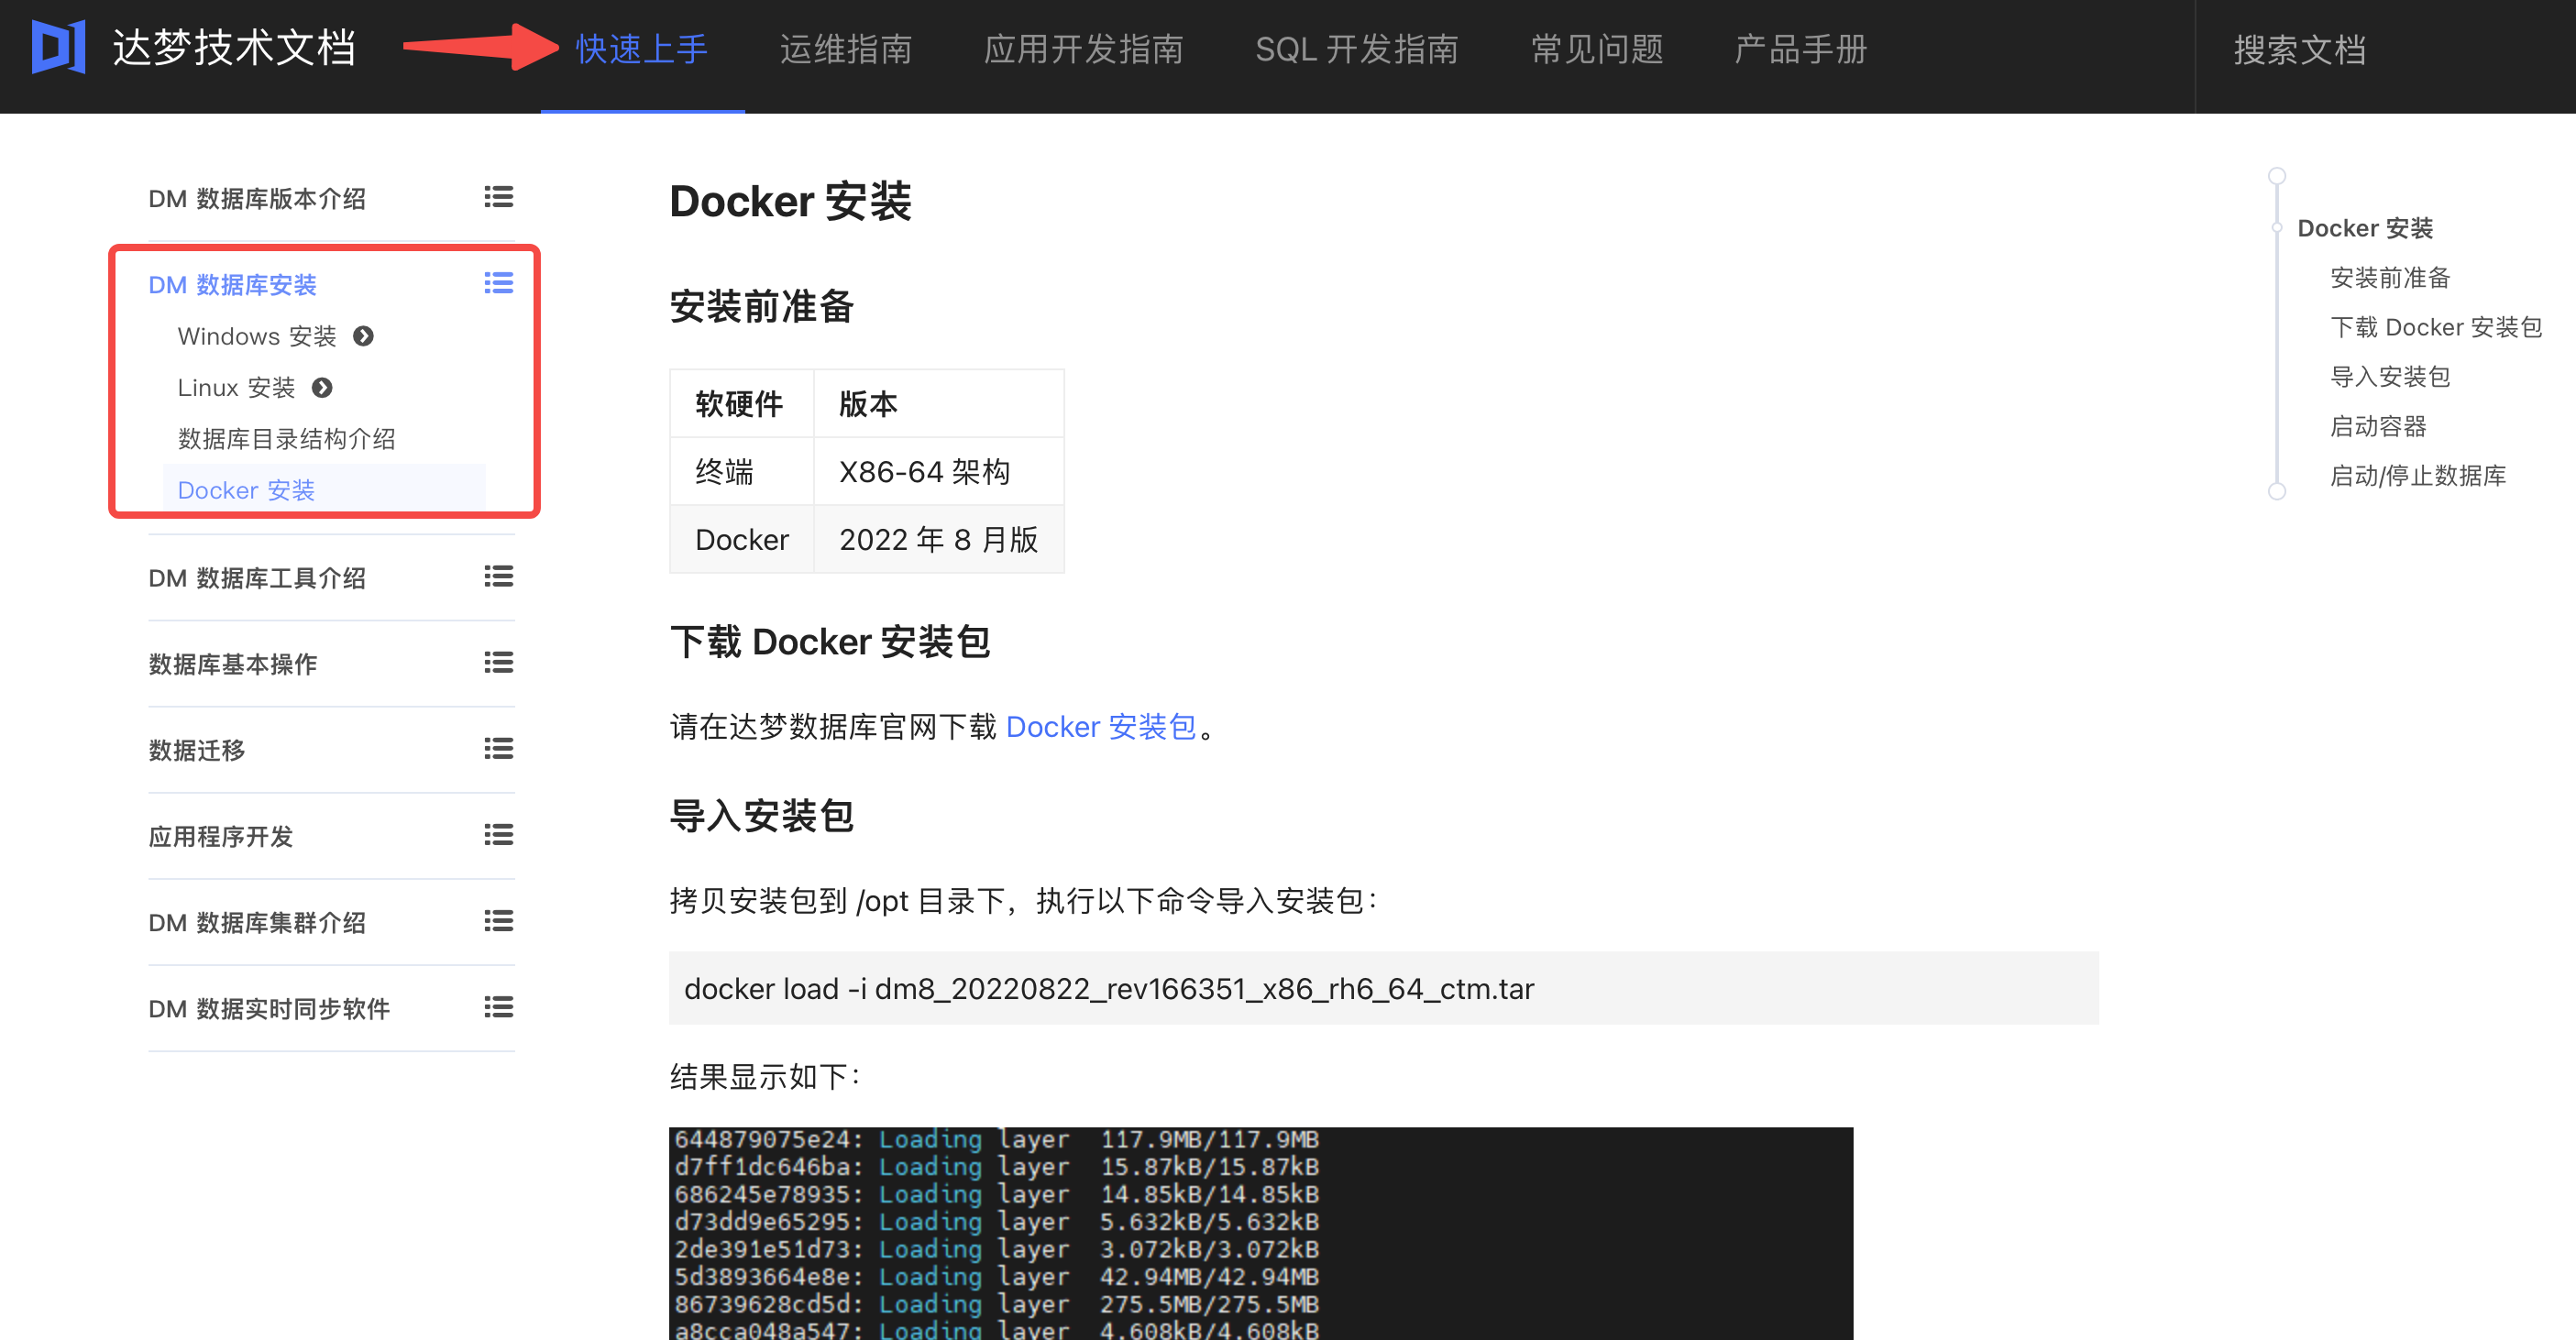 达梦技术文档 快速上手 运维指南 应用开发指南 SQL 开发指南 常见问题 产品手册 搜索文档
DM 数据库版本介绍
DM 数据库安装
Windows 安装
Linux 安装
数据库目录结构介绍
Docker 安装
DM 数据库工具介绍
数据库基本操作
数据迁移
应用程序开发
DM 数据库集群介绍
DM 数据实时同步软件
Docker 安装
安装前准备
软硬件 版本
终端 X86-64 架构
Docker 2022 年 8 月版
下载 Docker 安装包
请在达梦数据库官网下载 Docker 安装包。
导入安装包
拷贝安装包到 /opt 目录下，执行以下命令导入安装包：
docker load -i dm8_20220822_rev166351_x86_rh6_64_ctm.tar
结果显示如下：
644879075e24: Loading layer 117.9MB/117.9MB
d7ff1dc646ba: Loading layer 15.87kB/15.87kB
686245e78935: Loading layer 14.85kB/14.85kB
d73dd9e65295: Loading layer 5.632kB/5.632kB
2de391e51d73: Loading layer 3.072kB/3.072kB
5d3893664e8e: Loading layer 42.94MB/42.94MB
86739628cd5d: Loading layer 275.5MB/275.5MB
a8cca048a547: Loading layer 4.608kB/4.608kB
Docker 安装
安装前准备
下载 Docker 安装包
导入安装包
启动容器
启动/停止数据库